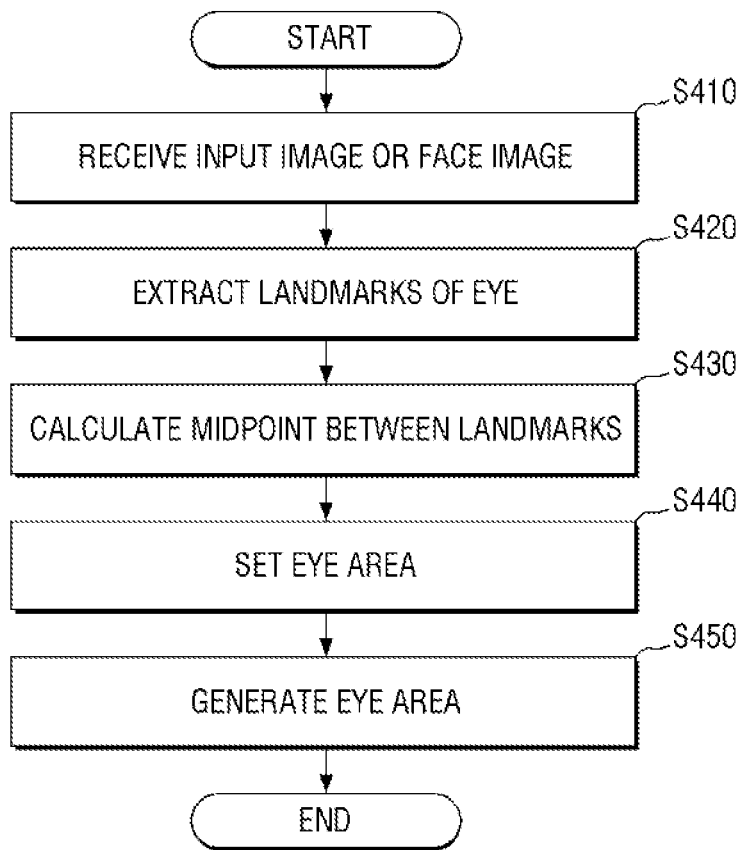 START
S410
RECEIVE INPUT IMAGE OR FACE IMAGE
S420
EXTRACT LANDMARKS OF EYE
S430
CALCULATE MIDPOINT BETWEEN LANDMARKS
S440
SET EYE AREA
S450
GENERATE EYE AREA
END